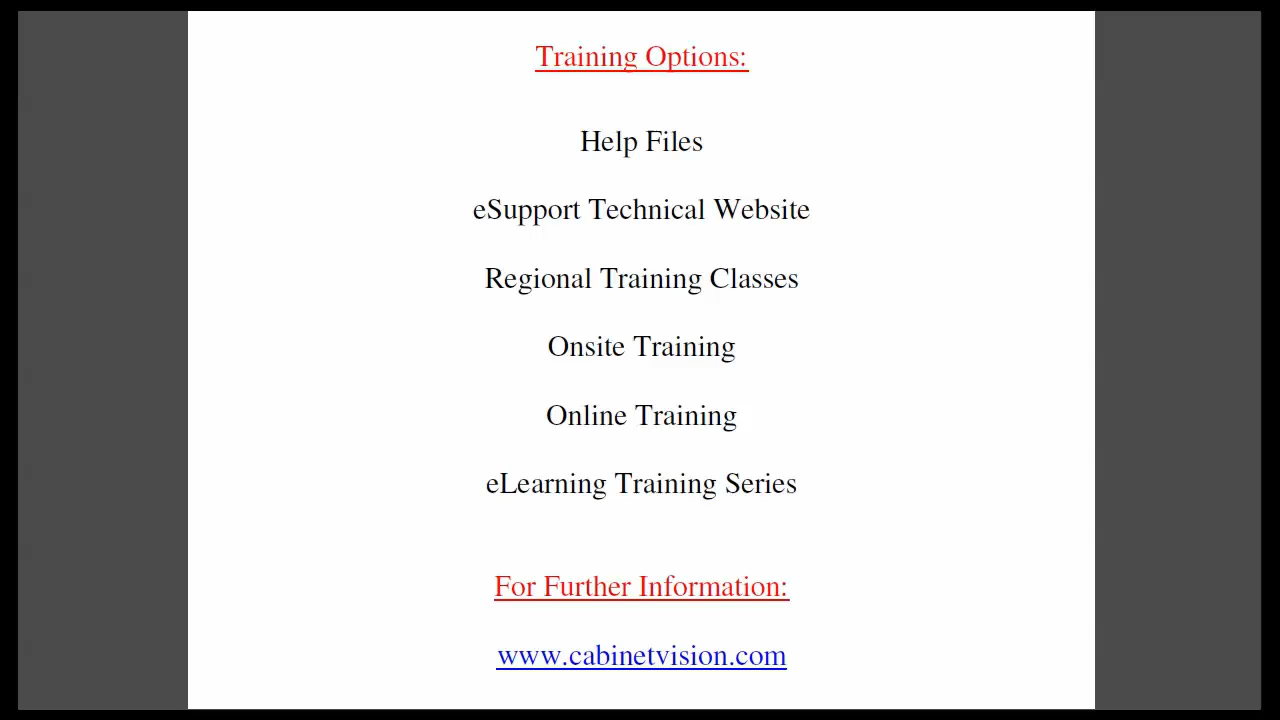 Training Options:
Help Files
eSupport Technical Website
Regional Training Classes
Onsite Training
Online Training
eLearning Training Series
For Further Information:
www.cabinetvision.com